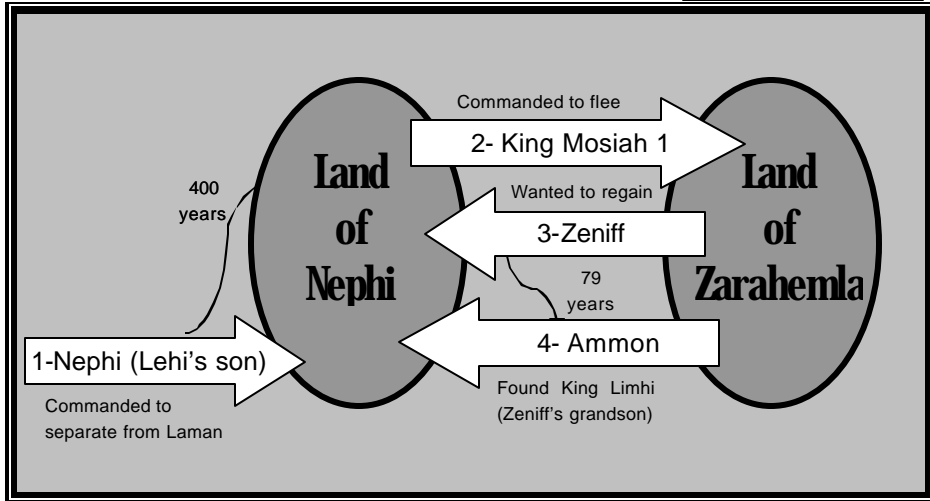 Commanded to flee
2- King Mosiah 1
Land
of
Nephi
Land
of
Zarahemla
400
years
Wanted to regain
3-Zeniff
79
years
4- Ammon
1-Nephi (Lehi's son)
Found King Limhi
(Zeniff's grandson)
Commanded to
separate from Laman